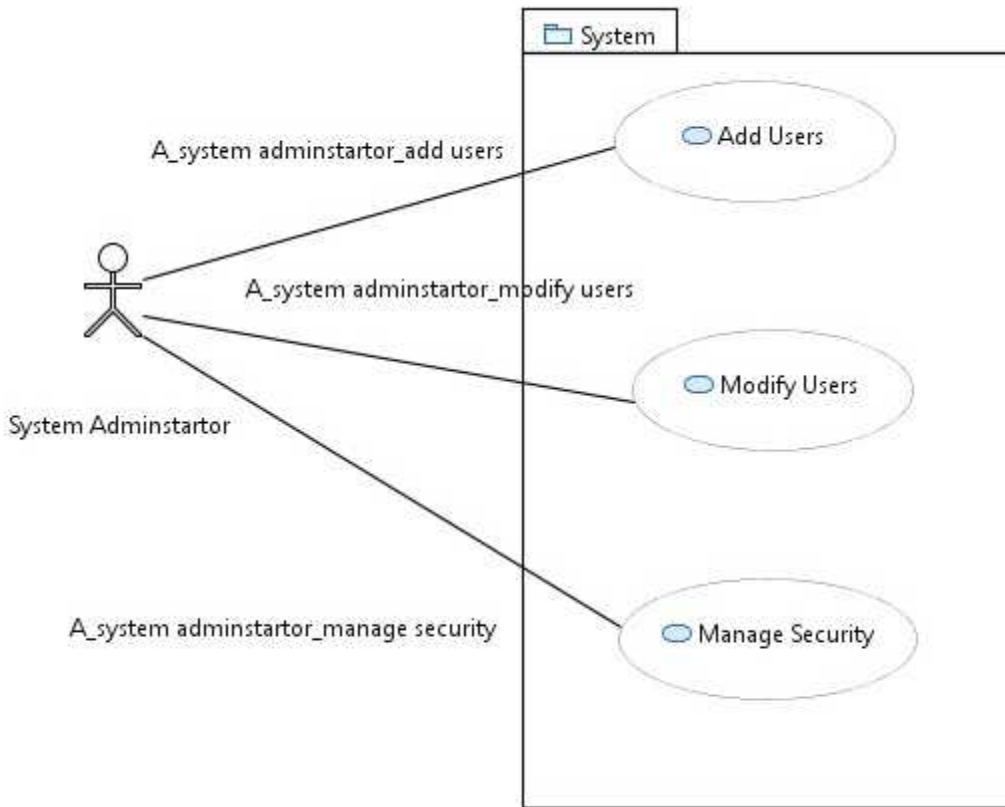 System
Add Users
A_system adminstartor_add users
A_system adminstartor_modify users
Modify Users
System Adminstartor
A_system adminstartor_manage security
Manage Security